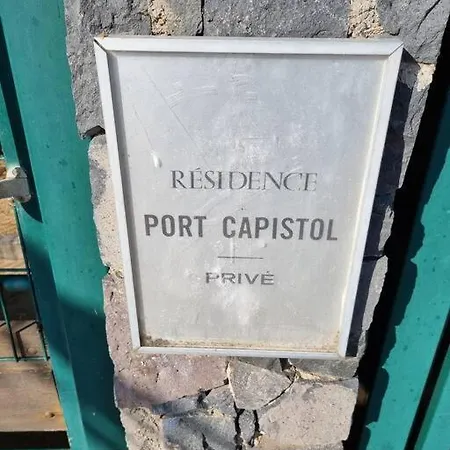 RÉSIDENCE
PORT CAPISTOL
PRIVÉ